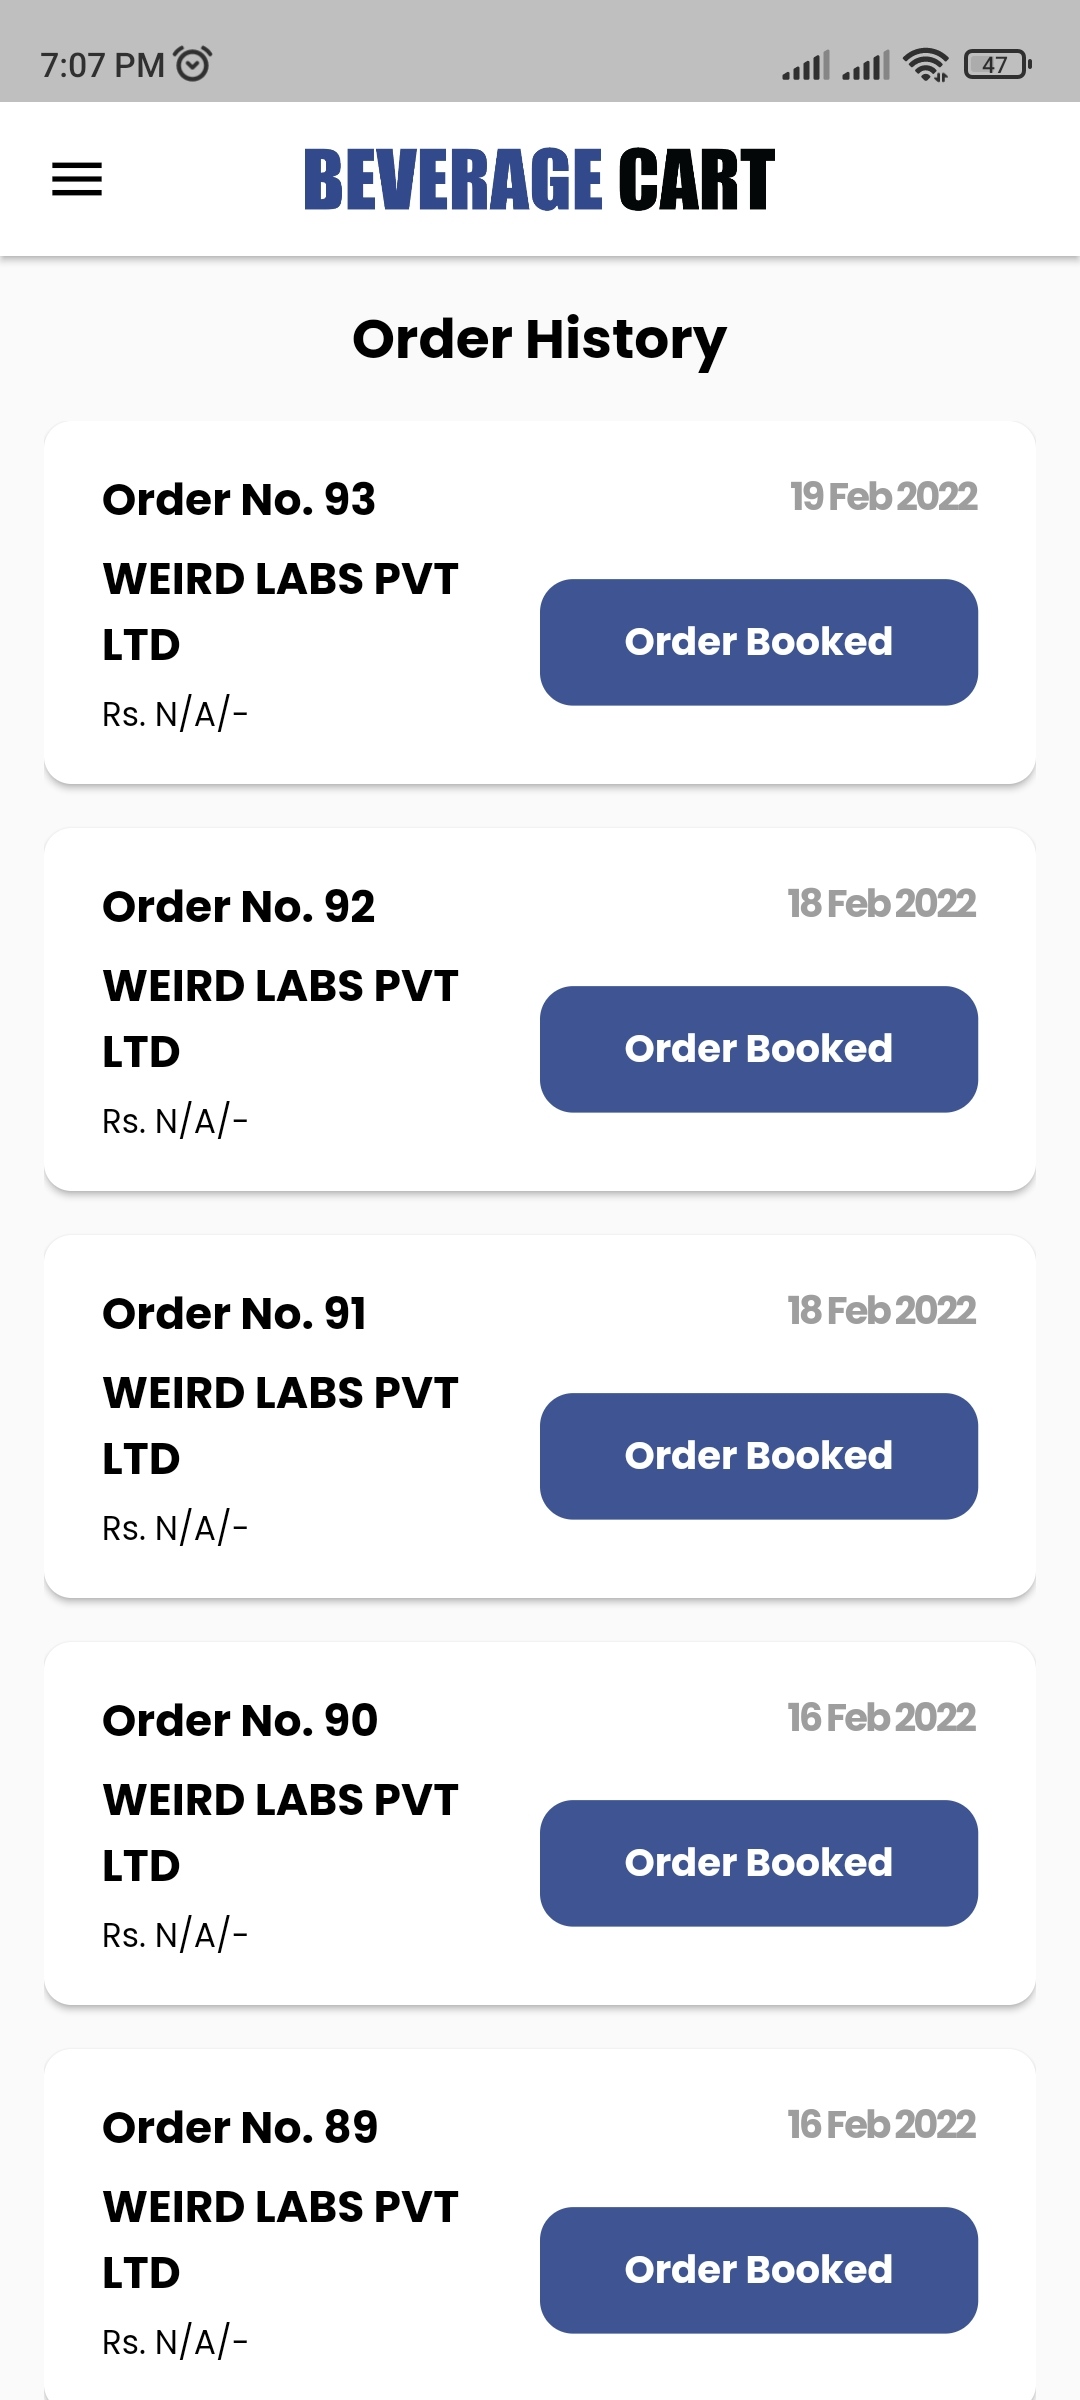 7:07 PM
47
BEVERAGE CART
Order History
Order No. 93
19 Feb 2022
WEIRD LABS PVT
LTD
Order Booked
Rs. N/A/-
Order No. 92
18 Feb 2022
WEIRD LABS PVT
LTD
Order Booked
Rs. N/A/-
Order No. 91
18 Feb 2022
WEIRD LABS PVT
LTD
Order Booked
Rs. N/A/-
Order No. 90
16 Feb 2022
WEIRD LABS PVT
LTD
Order Booked
Rs. N/A/-
Order No. 89
16 Feb 2022
WEIRD LABS PVT
LTD
Order Booked
Rs. N/A/-